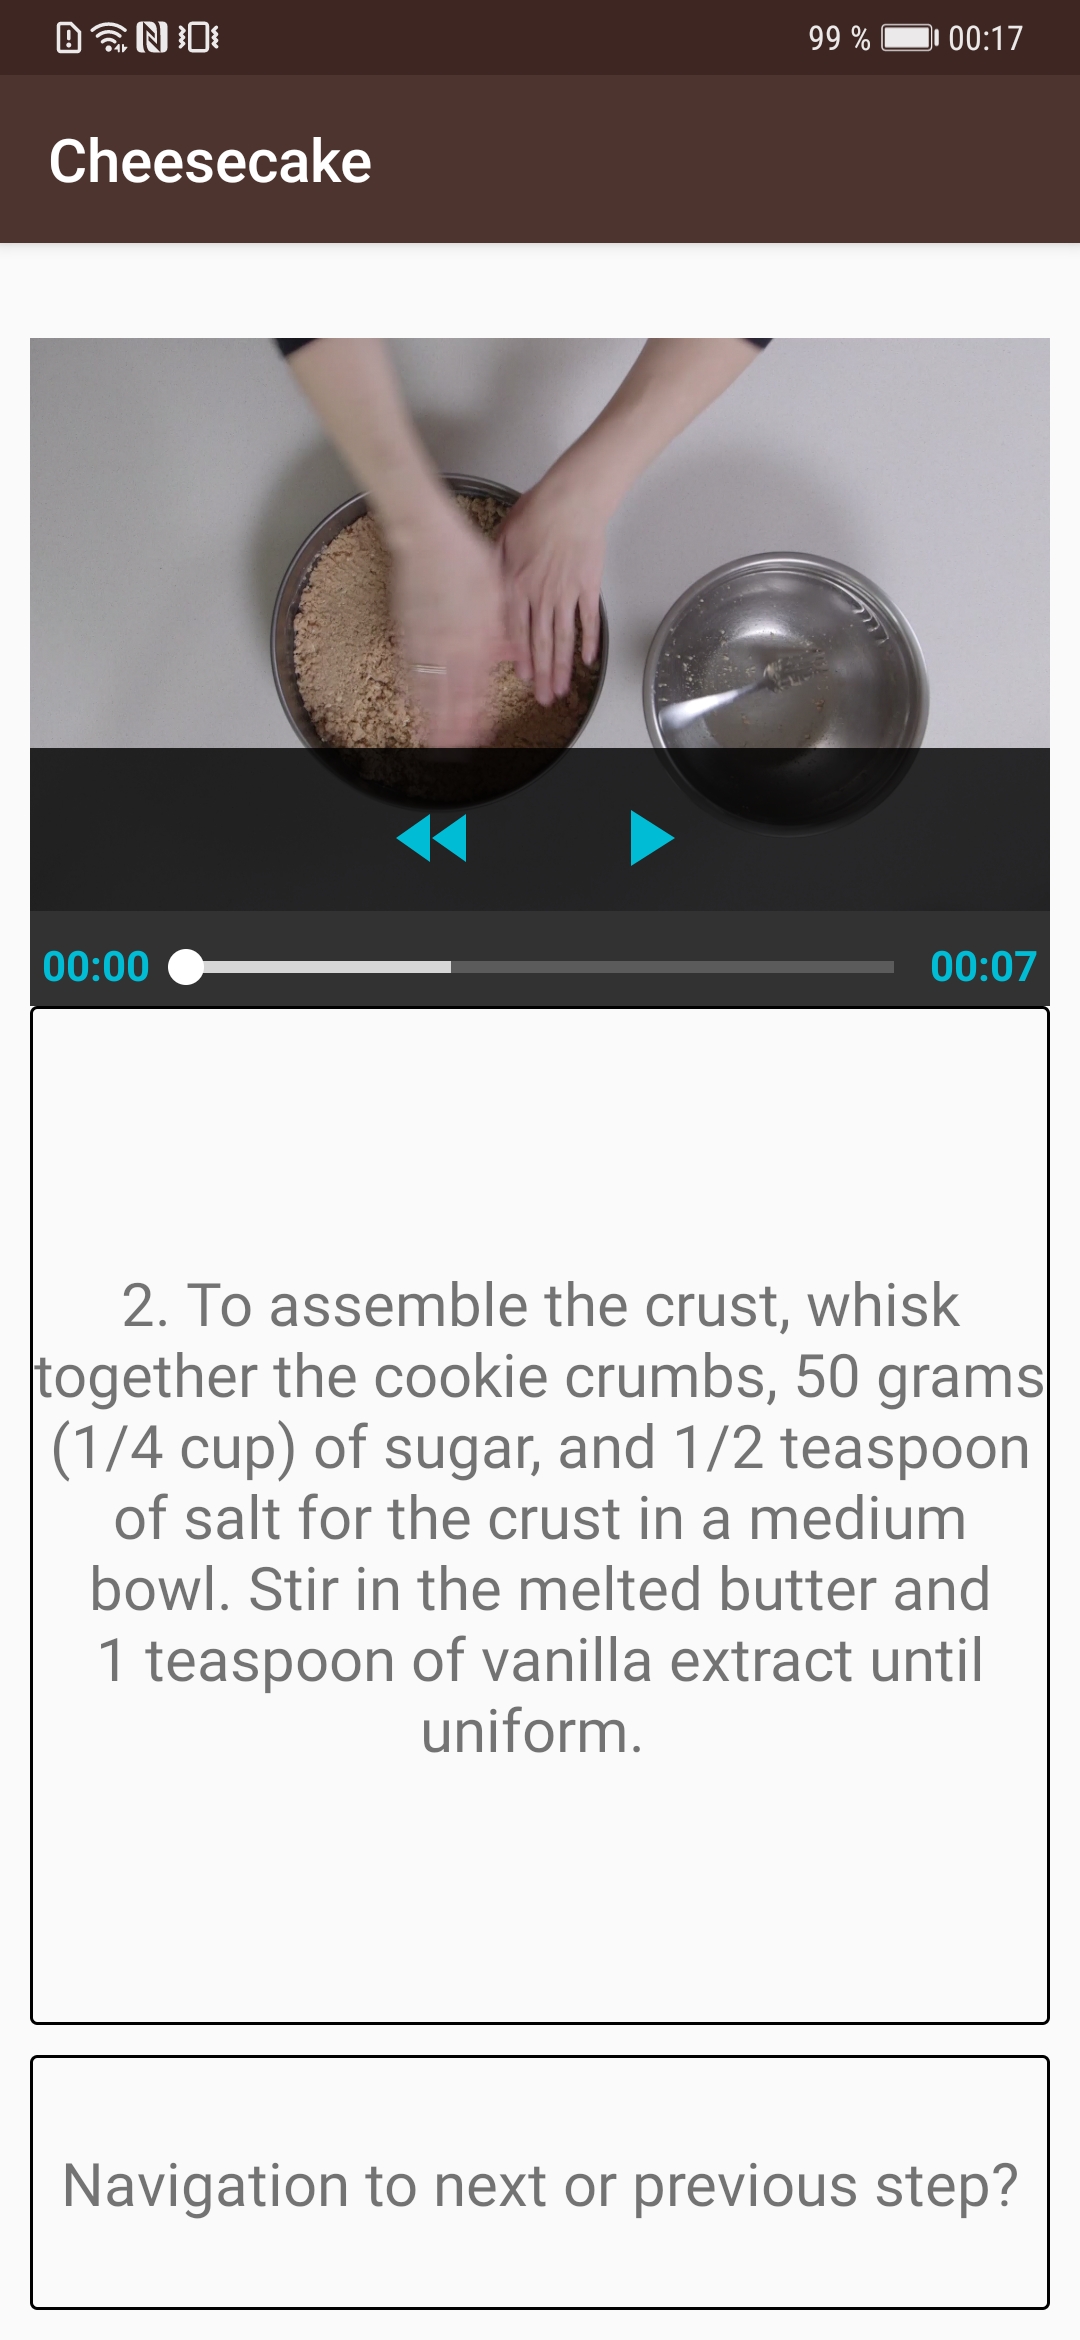 99 % 00:17
Cheesecake
00:00 00:07
2. To assemble the crust, whisk
together the cookie crumbs, 50 grams
(1/4 cup) of sugar, and 1/2 teaspoon
of salt for the crust in a medium
bowl. Stir in the melted butter and
1 teaspoon of vanilla extract until
uniform.
Navigation to next or previous step?